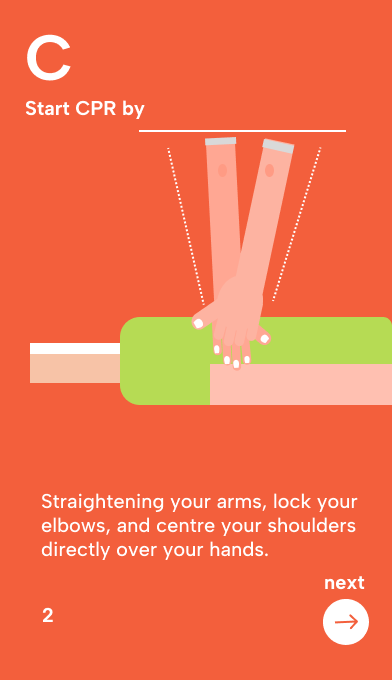 C
Start CPR by
Straightening your arms, lock your
elbows, and centre your shoulders
directly over your hands.
next
2